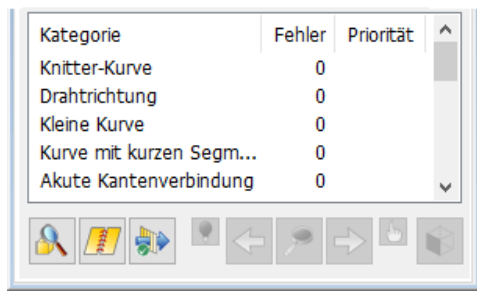 Kategorie Fehler Priorität
Knitter-Kurve 0
Drahtrichtung 0
Kleine Kurve 0
Kurve mit kurzen Segm... 0
Akute Kantenverbindung 0